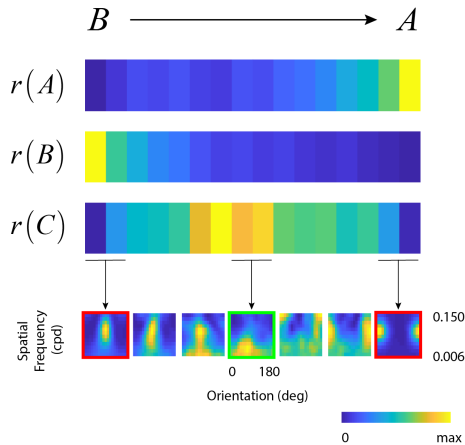 B A
r(A)
r(B)
r(C)
Spatial
Frequency
(cpd)
0.150
0.006
0 180
Orientation (deg)
0 max